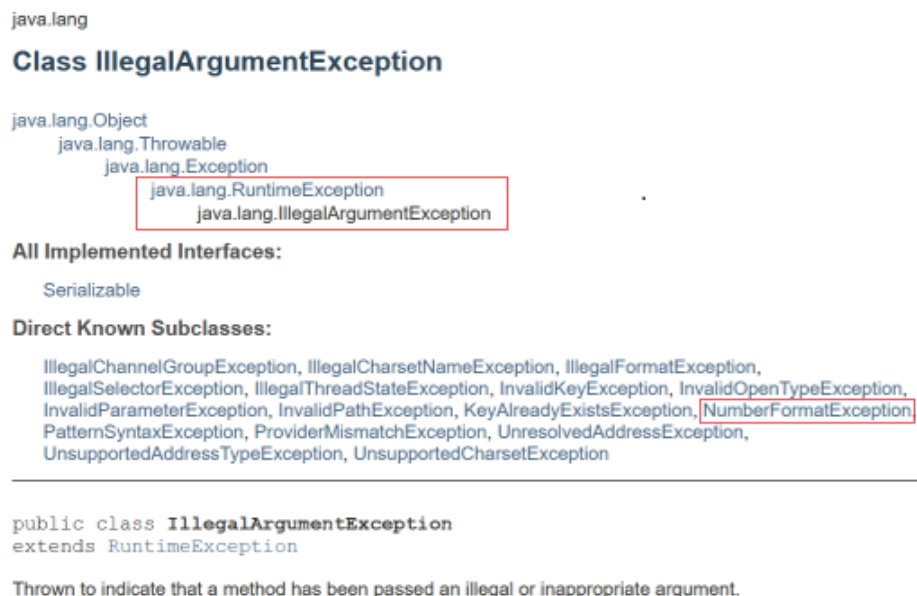 java.lang
Class IllegalArgumentException
java.lang.Object
java.lang.Throwable
java.lang.Exception
java.lang.RuntimeException
java.lang.IllegalArgumentException
All Implemented Interfaces:
Serializable
Direct Known Subclasses:
IllegalChannelGroupException, IllegalCharsetNameException, IllegalFormatException,
IllegalSelectorException, IllegalThreadStateException, InvalidKeyException, InvalidOpenTypeException,
InvalidParameterException, InvalidPathException, KeyAlreadyExistsException, NumberFormatException,
PatternSyntaxException, ProviderMismatchException, UnresolvedAddressException,
UnsupportedAddressTypeException, UnsupportedCharsetException
public class IllegalArgumentException
extends RuntimeException
Thrown to indicate that a method has been passed an illegal or inappropriate argument.